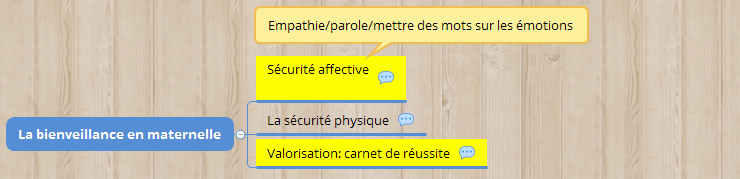 Empathie/parole/mettre des mots sur les émotions
Sécurité affective
La sécurité physique
La bienveillance en maternelle
Valorisation: carnet de réussite